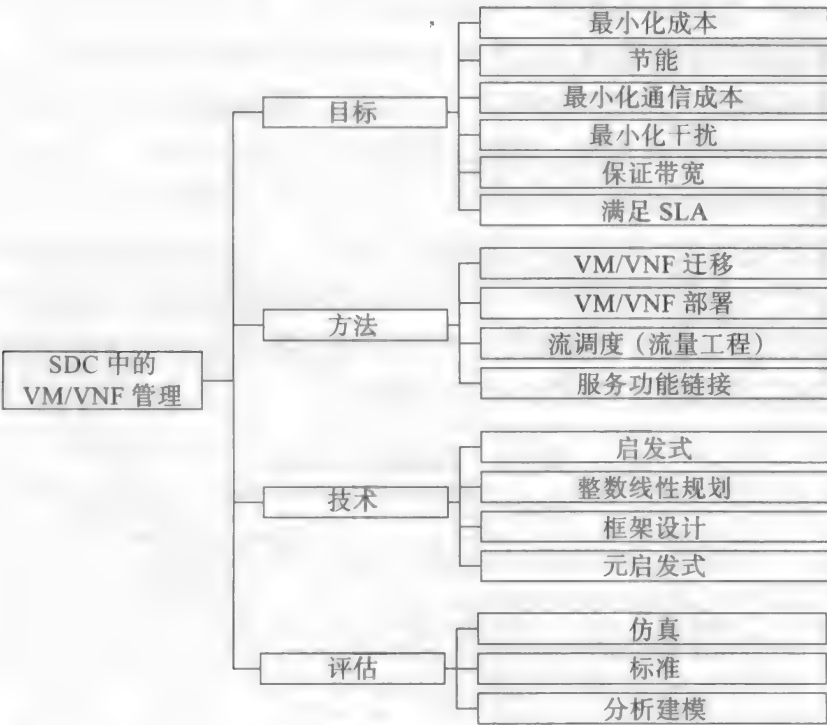 SDC 中的
VM/VNF 管理
目标
最小化成本
节能
最小化通信成本
最小化干扰
保证带宽
满足 SLA
方法
VM/VNF 迁移
VM/VNF 部署
流调度（流量工程）
服务功能链接
技术
启发式
整数线性规划
框架设计
元启发式
评估
仿真
标准
分析建模